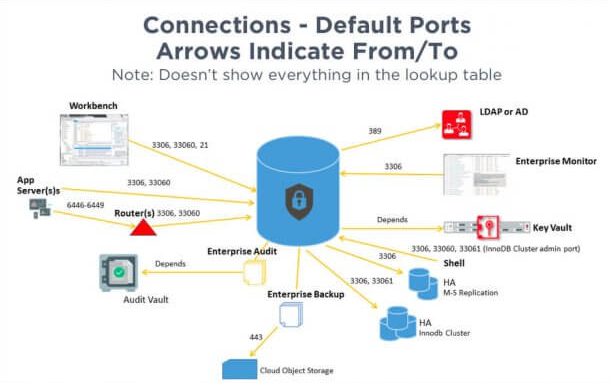 Connections - Default Ports
Arrows Indicate From/To
Note: Doesn't show everything in the lookup table
Workbench
3306, 33060, 21
389
LDAP or AD
3306
Enterprise Monitor
App
Server(s)s
3306, 33060
6446-6449
Router(s)
3306, 33060
Depends
Key Vault
3306, 33060, 33061 (InnoDB Cluster admin port)
Shell
Enterprise Audit
Depends
Audit Vault
3306
HA
M-S Replication
3306, 33061
HA
Innodb Cluster
Enterprise Backup
443
Cloud Object Storage